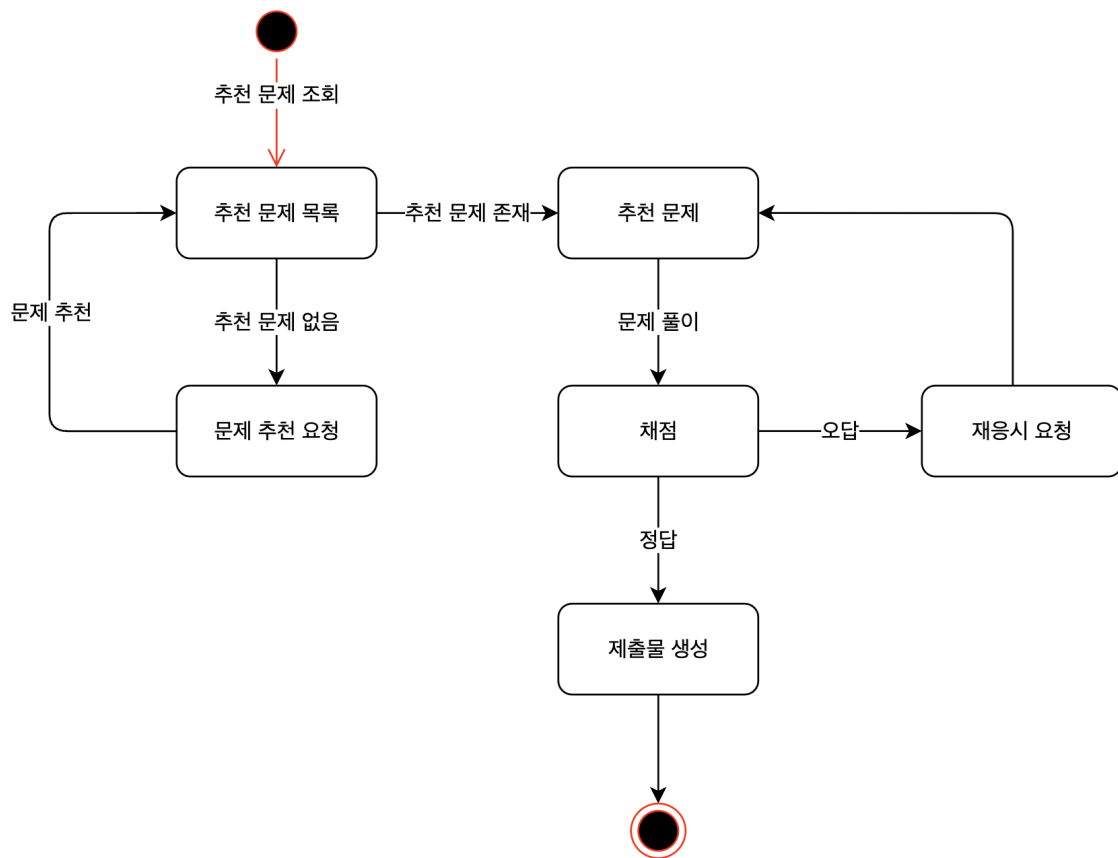 추천 문제 조회
추천 문제 목록
추천 문제 존재
추천 문제
문제 추천
추천 문제 없음
문제 풀이
문제 추천 요청
채점
오답
재응시 요청
정답
제출물 생성